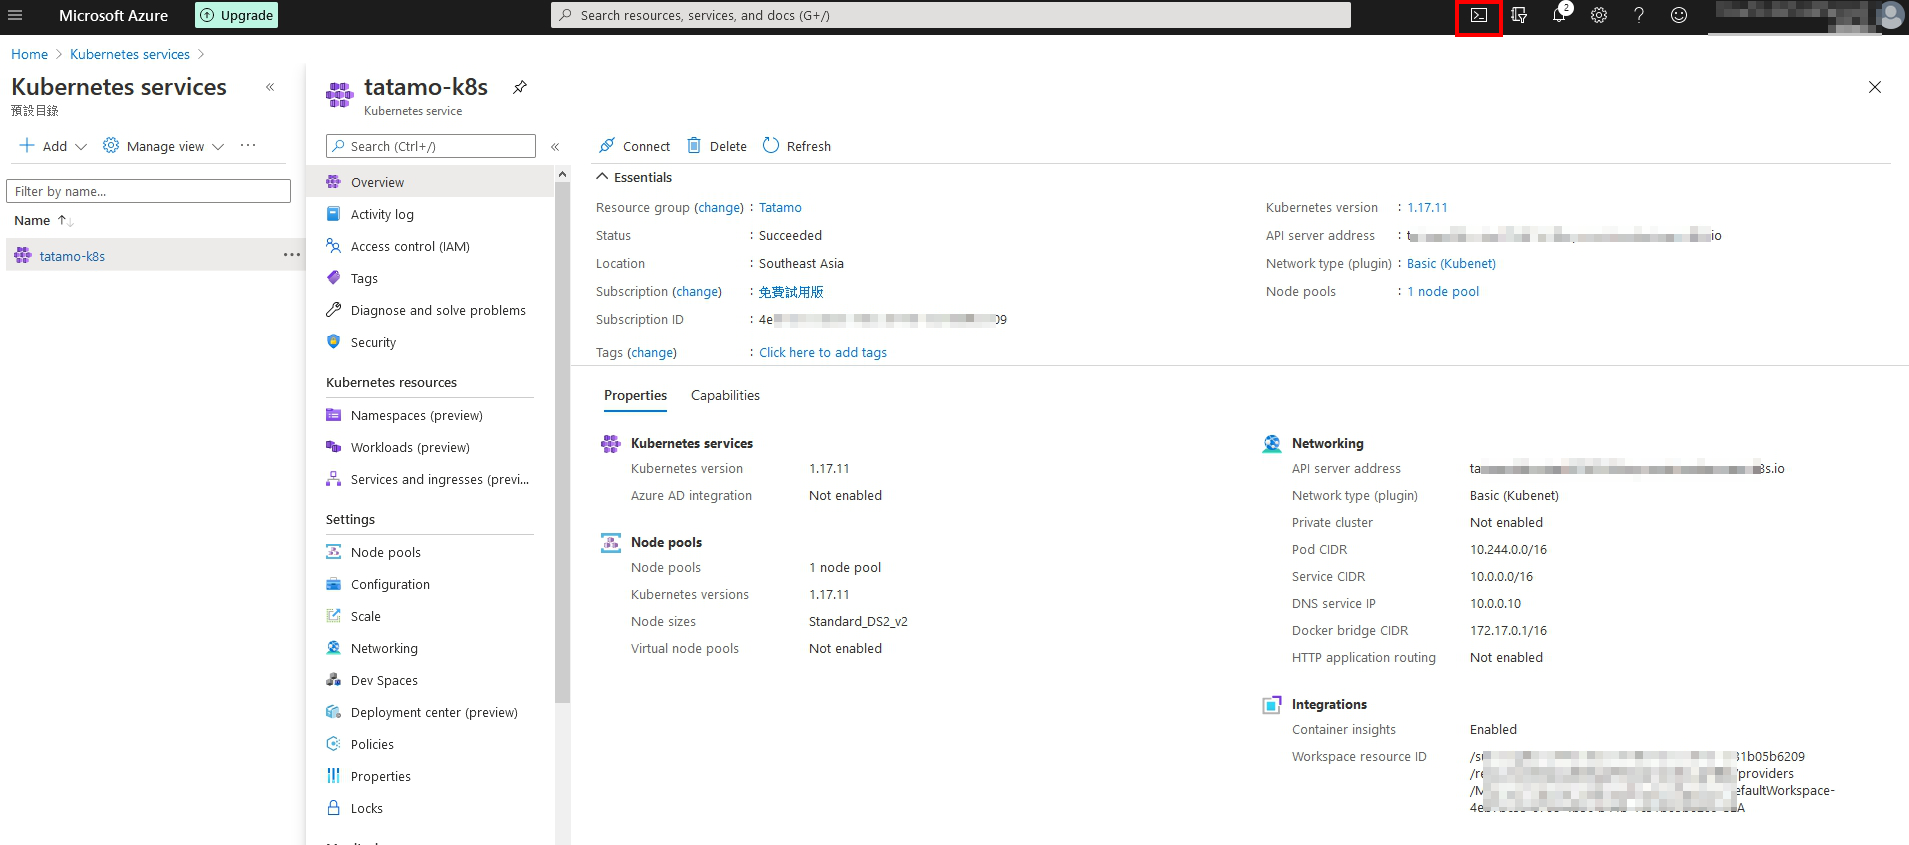 Microsoft Azure
Upgrade
Search resources, services, and docs (G+/)
2
Home > Kubernetes services >
Kubernetes services
預設目錄
Add
Manage view
Filter by name...
Name
tatamo-k8s
tatamo-k8s
Kubernetes service
Search (Ctrl+/)
Overview
Activity log
Access control (IAM)
Tags
Diagnose and solve problems
Security
Kubernetes resources
Namespaces (preview)
Workloads (preview)
Services and ingresses (previ...
Settings
Node pools
Configuration
Scale
Networking
Dev Spaces
Deployment center (preview)
Policies
Properties
Locks
Connect
Delete
Refresh
Essentials
Resource group (change) : Tatamo
Status : Succeeded
Location : Southeast Asia
Subscription (change) : 免費試用版
Subscription ID : 4e 09
Tags (change) : Click here to add tags
Kubernetes version : 1.17.11
API server address : t io
Network type (plugin) : Basic (Kubenet)
Node pools : 1 node pool
Properties
Capabilities
Kubernetes services
Kubernetes version 1.17.11
Azure AD integration Not enabled
Node pools
Node pools 1 node pool
Kubernetes versions 1.17.11
Node sizes Standard_DS2_v2
Virtual node pools Not enabled
Networking
API server address ta 8s.io
Network type (plugin) Basic (Kubenet)
Private cluster Not enabled
Pod CIDR 10.244.0.0/16
Service CIDR 10.0.0.0/16
DNS service IP 10.0.0.10
Docker bridge CIDR 172.17.0.1/16
HTTP application routing Not enabled
Integrations
Container insights Enabled
Workspace resource ID /s 31b05b6209
/re /providers
/M efaultWorkspace-